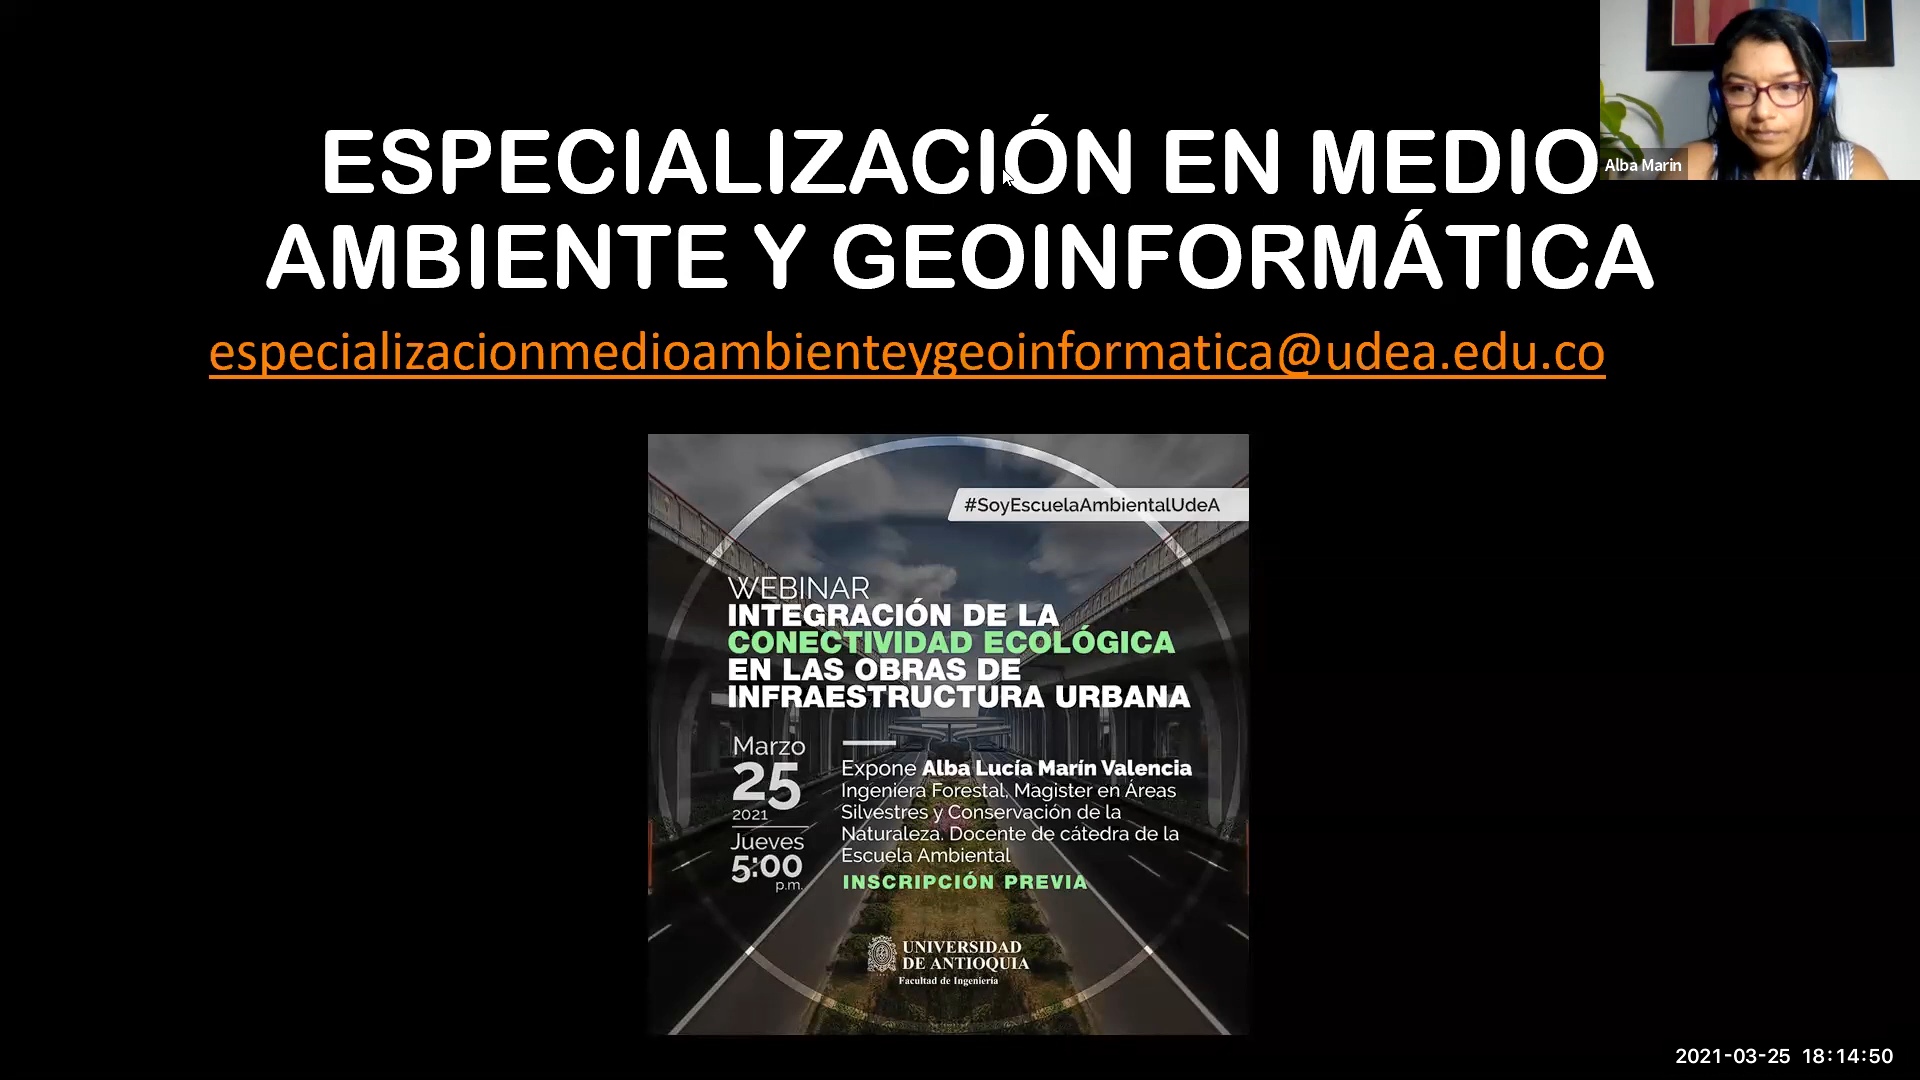 ESPECIALIZACIÓN EN MEDIO
AMBIENTE Y GEOINFORMÁTICA
especializacionmedioambienteygeoinformatica@udea.edu.co
Alba Marin
#SoyEscuelaAmbientalUdeA
WEBINAR
INTEGRACIÓN DE LA
CONECTIVIDAD ECOLÓGICA
EN LAS OBRAS DE
INFRAESTRUCTURA URBANA
Marzo
25
2021
Jueves
5:00
p.m.
Expone Alba Lucía Marín Valencia
Ingeniera Forestal, Magister en Áreas
Silvestres y Conservación de la
Naturaleza. Docente de cátedra de la
Escuela Ambiental
INSCRIPCIÓN PREVIA
UNIVERSIDAD
DE ANTIOQUIA
Facultad de Ingeniería
2021-03-25 18:14:50